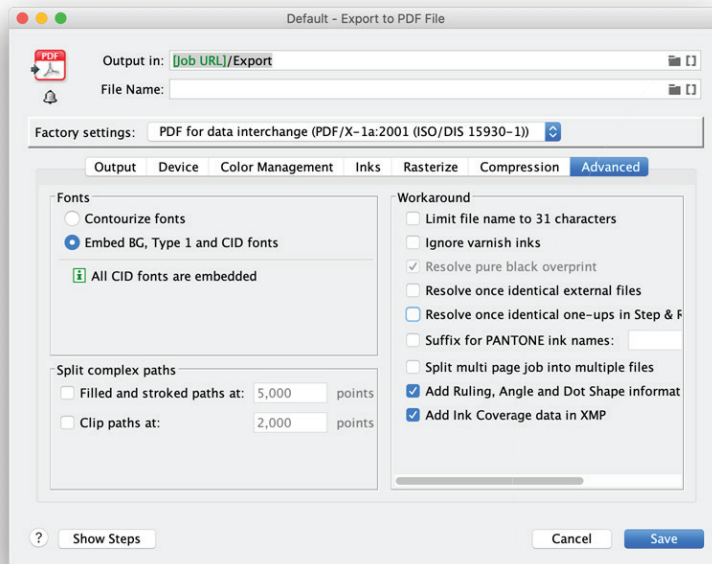 Default - Export to PDF File
PDF
Output in: [Job URL]/Export
File Name:
Factory settings: PDF for data interchange (PDF/X-1a:2001 (ISO/DIS 15930-1))
Output Device Color Management Inks Rasterize Compression Advanced
Fonts
Contourize fonts
Embed BG, Type 1 and CID fonts
All CID fonts are embedded
Split complex paths
Filled and stroked paths at: 5,000 points
Clip paths at: 2,000 points
Workaround
Limit file name to 31 characters
Ignore varnish inks
Resolve pure black overprint
Resolve once identical external files
Resolve once identical one-ups in Step & R
Suffix for PANTONE ink names:
Split multi page job into multiple files
Add Ruling, Angle and Dot Shape informat
Add Ink Coverage data in XMP
? Show Steps Cancel Save